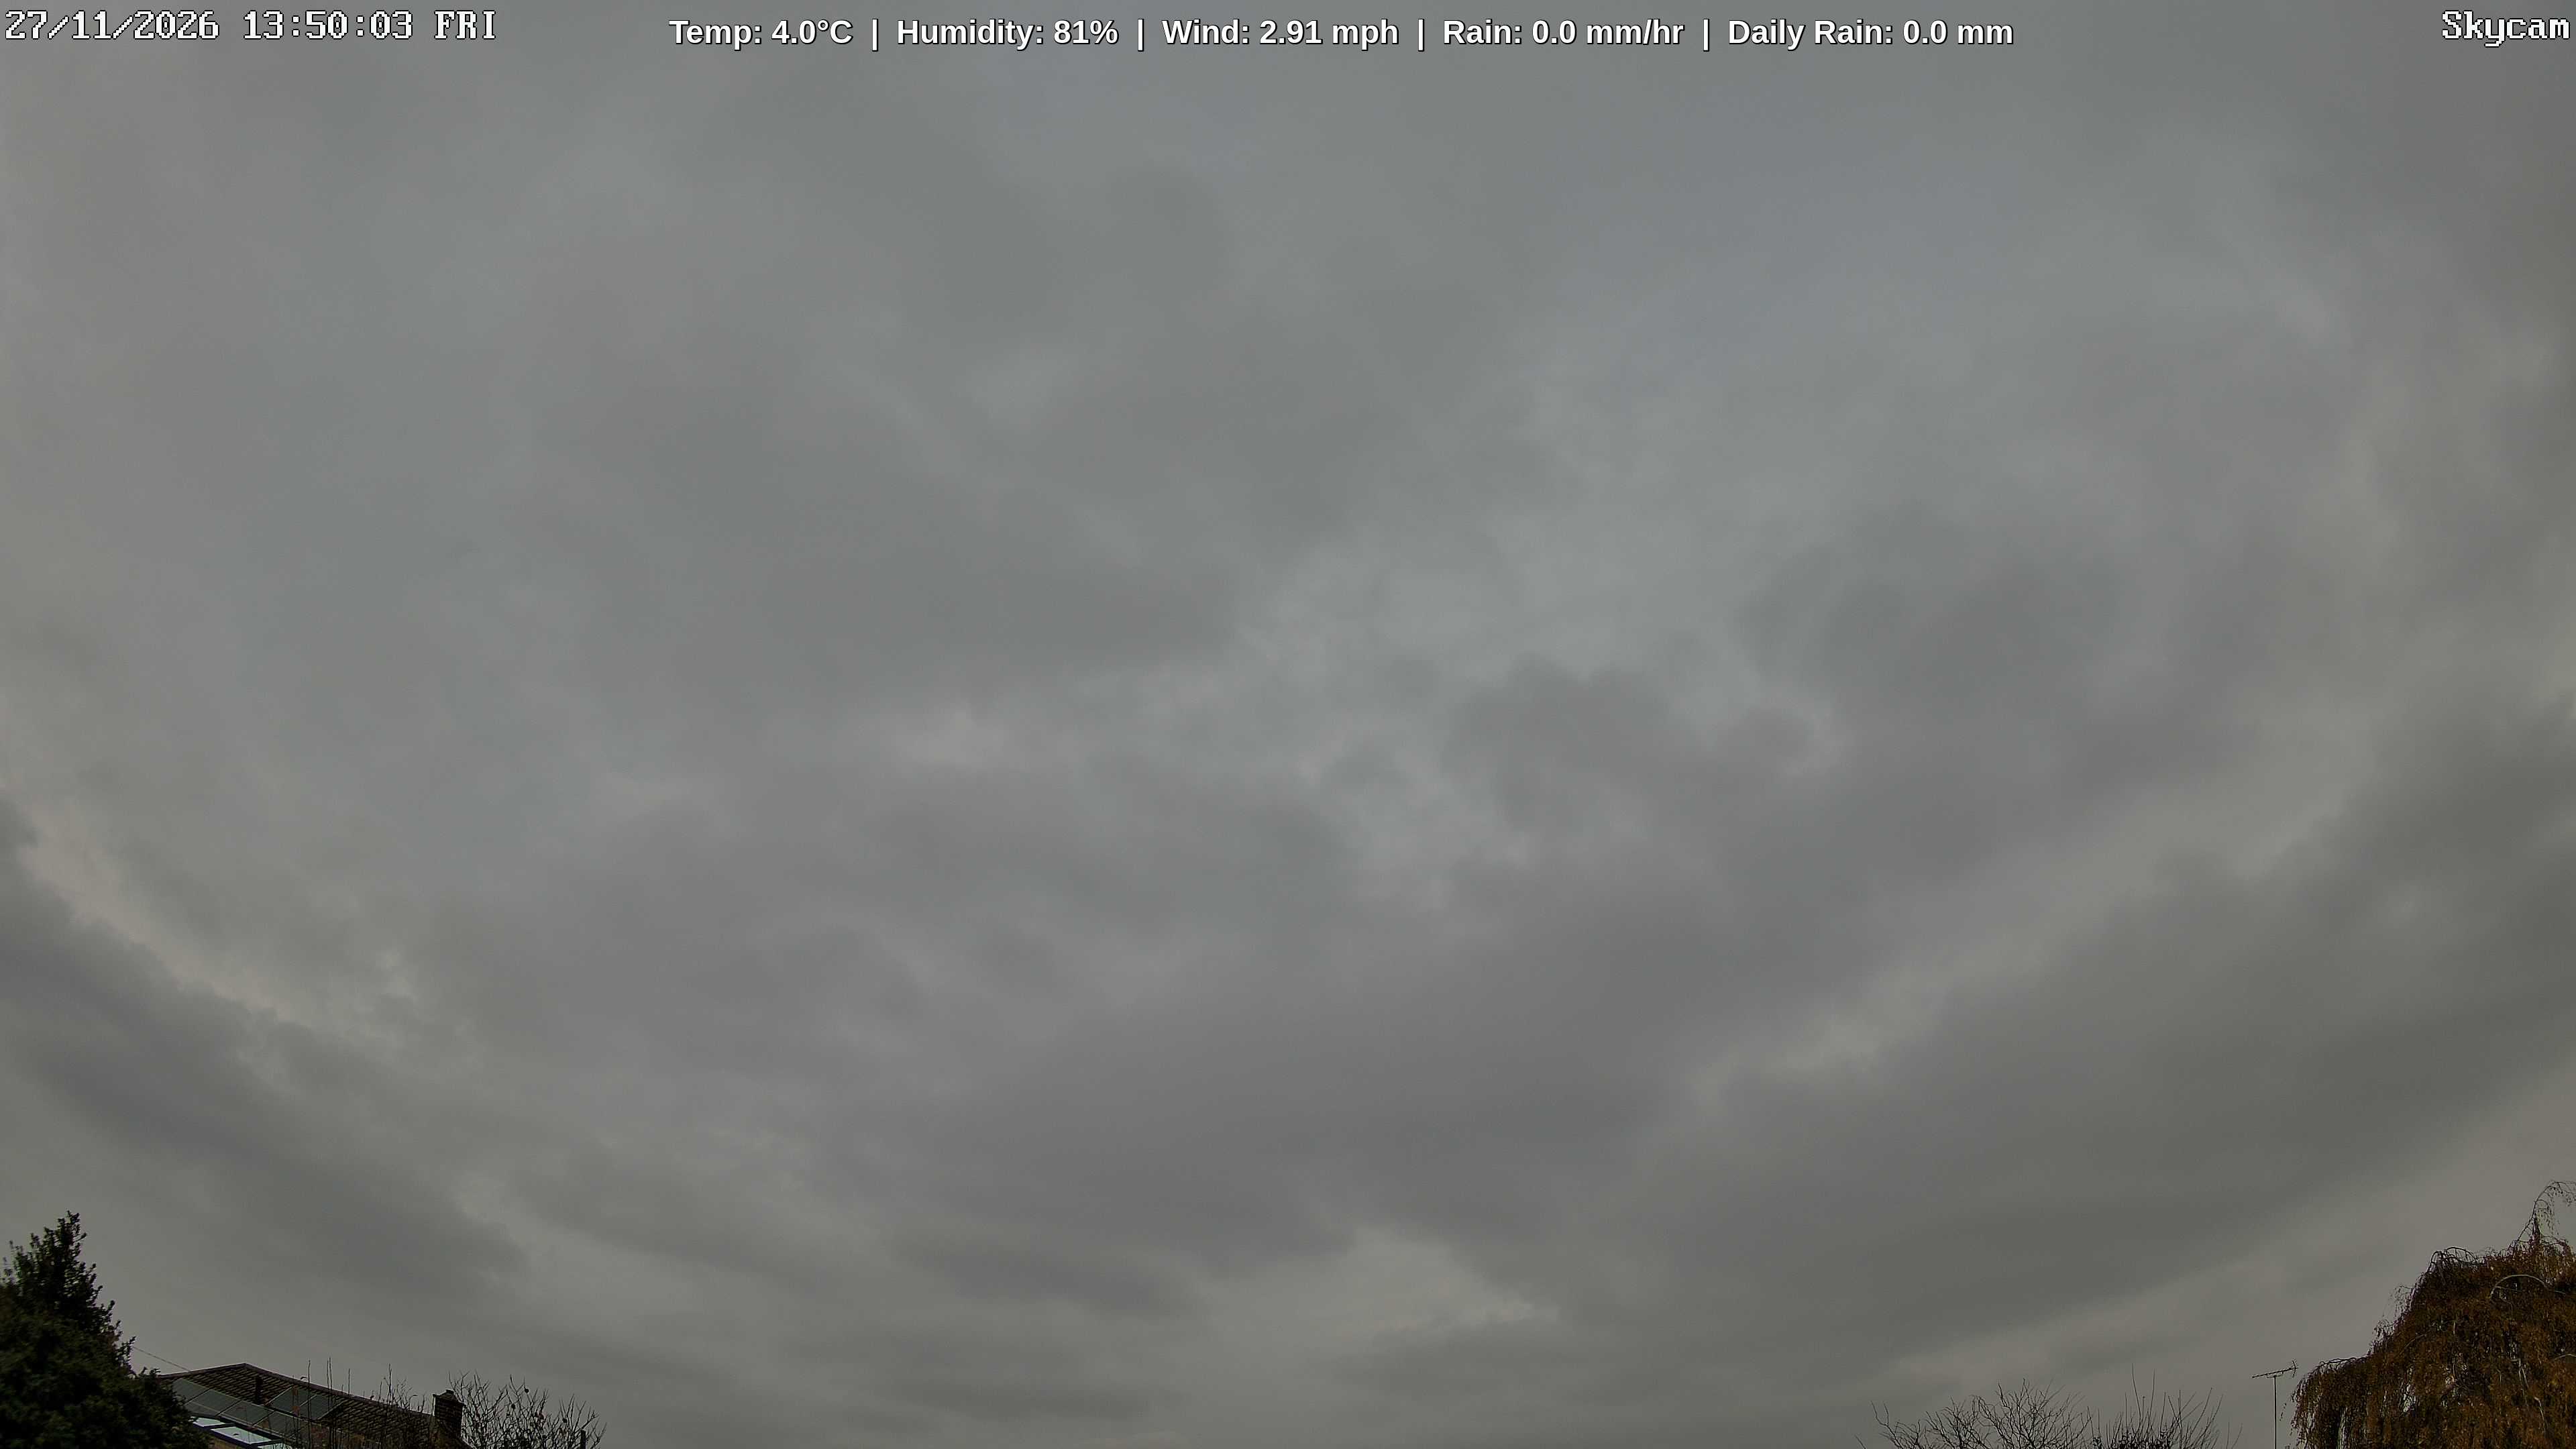 27/11/2026 13:50:03 FRI
Temp: 4.0°C | Humidity: 81% | Wind: 2.91 mph | Rain: 0.0 mm/hr | Daily Rain: 0.0 mm
Skycam